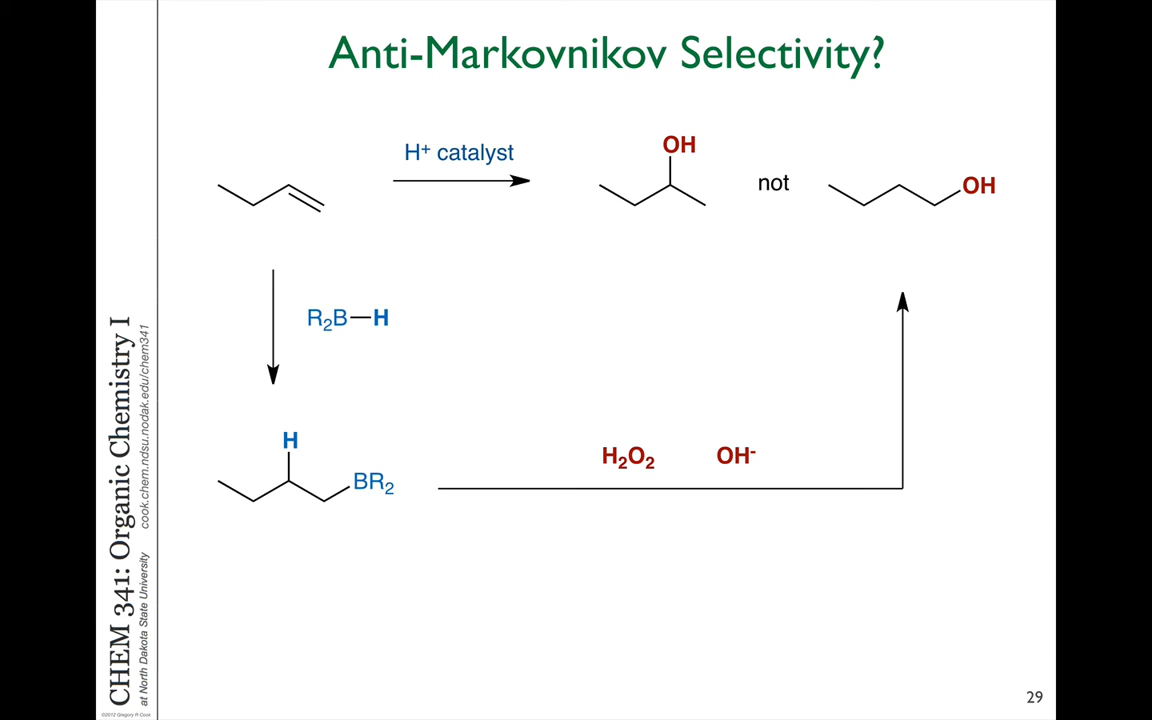 Anti-Markovnikov Selectivity?
H⁺ catalyst
OH
not
OH
R₂B—H
H
BR₂
H₂O₂
OH⁻
CHEM 341: Organic Chemistry I
at North Dakota State University cook.chem.ndsu.nodak.edu/chem341
©2012 Gregory R Cook
29